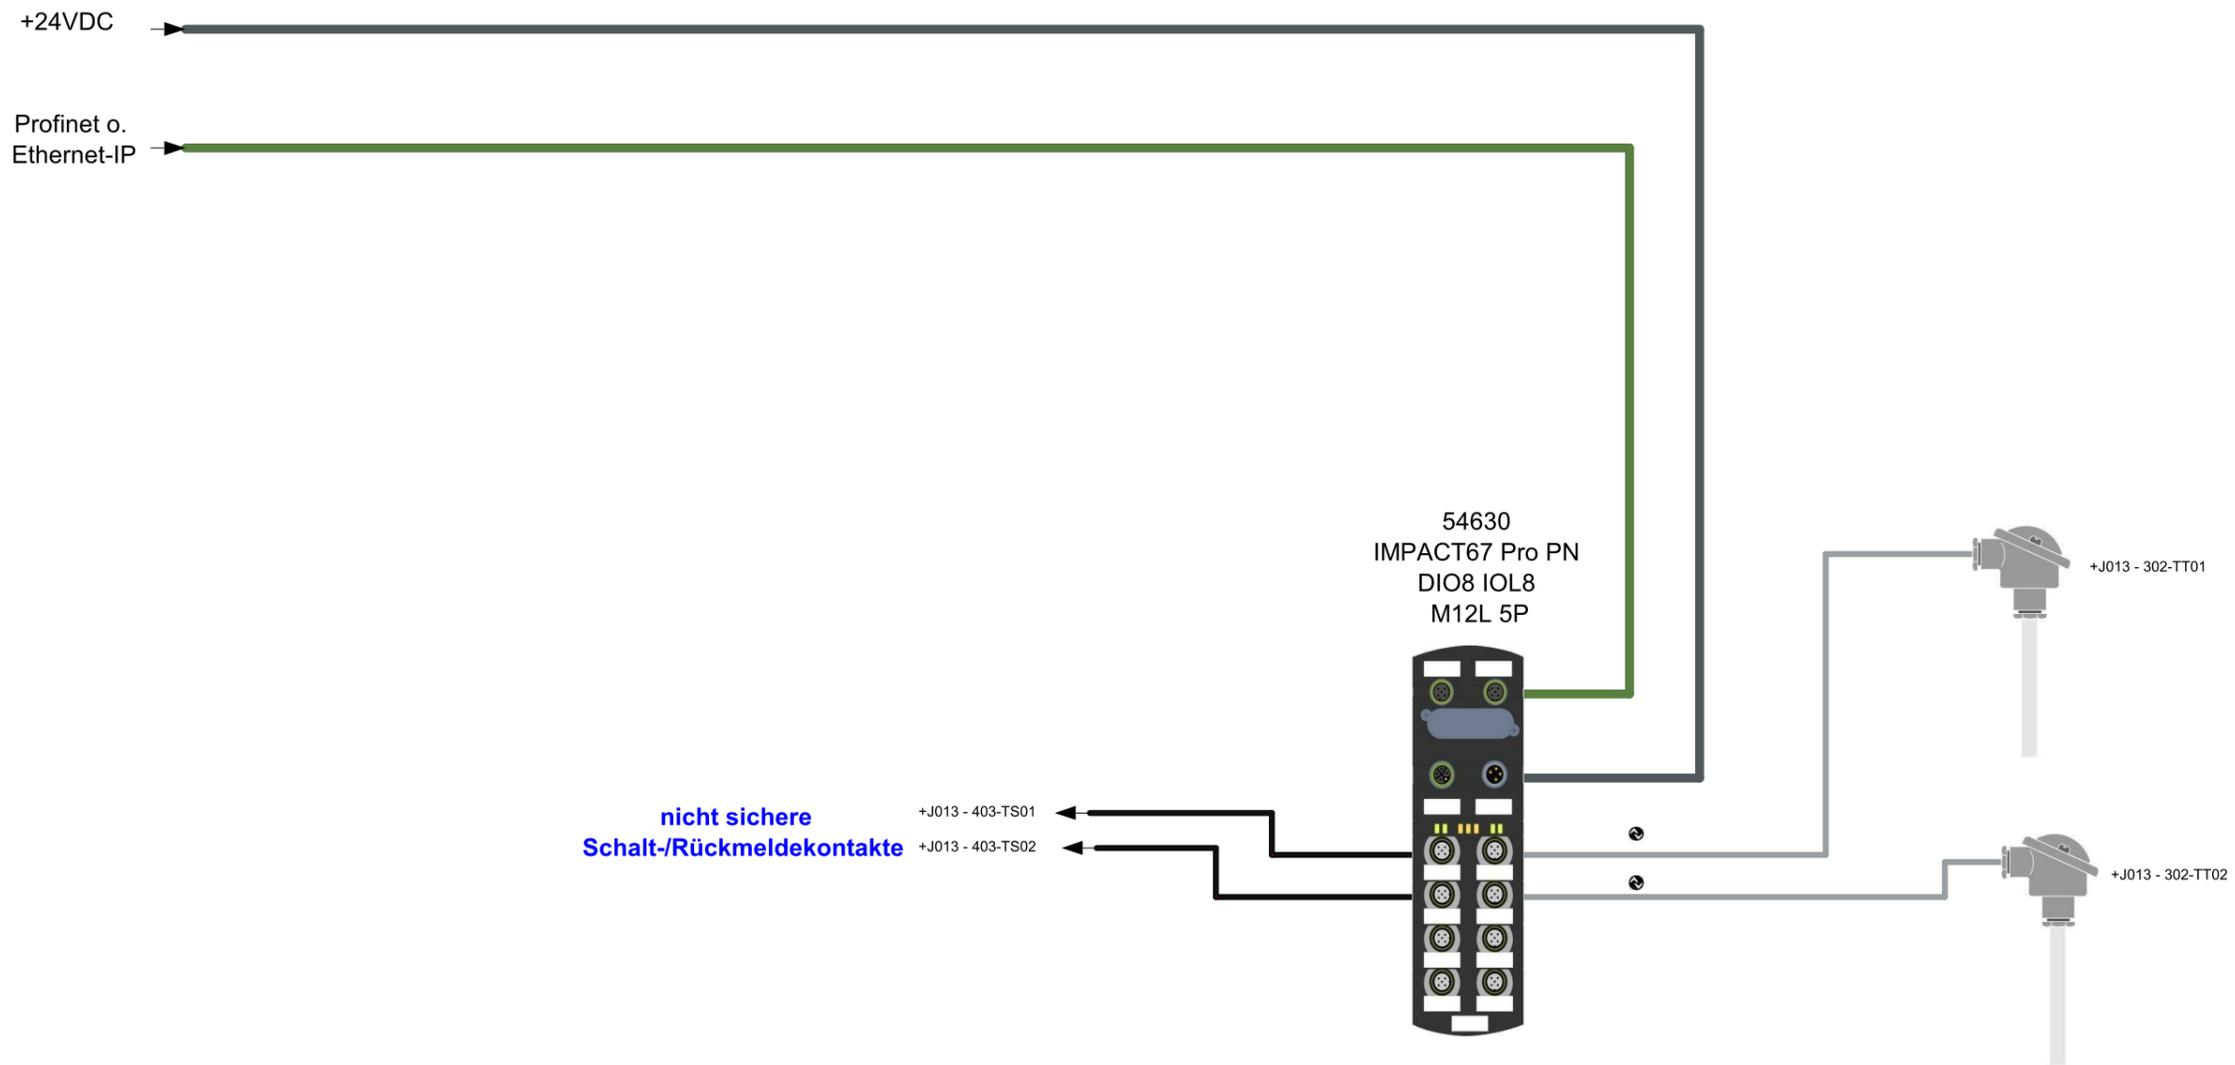 +24VDC
Profinet o.
Ethernet-IP
54630
IMPACT67 Pro PN
DIO8 IOL8
M12L 5P
+J013 - 302-TT01
nicht sichere
Schalt-/Rückmeldekontakte
+J013 - 403-TS01
+J013 - 403-TS02
+J013 - 302-TT02